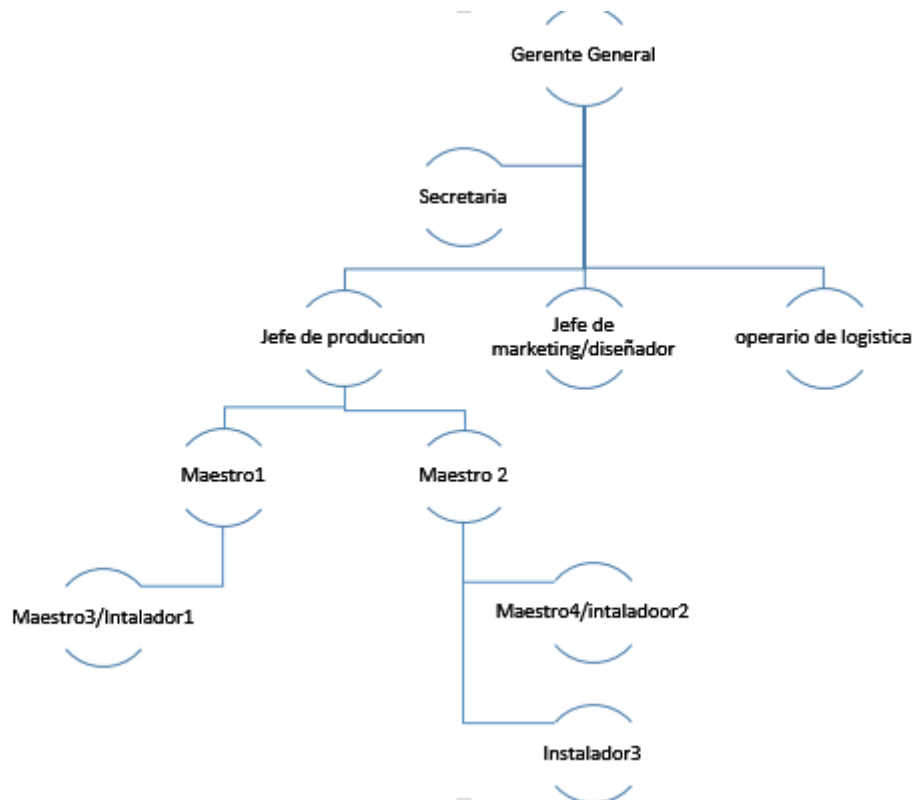 Gerente General
Secretaria
Jefe de produccion
Jefe de
marketing/diseñador
operario de logistica
Maestro1
Maestro 2
Maestro3/Intalador1
Maestro4/intaladoor2
Instalador3